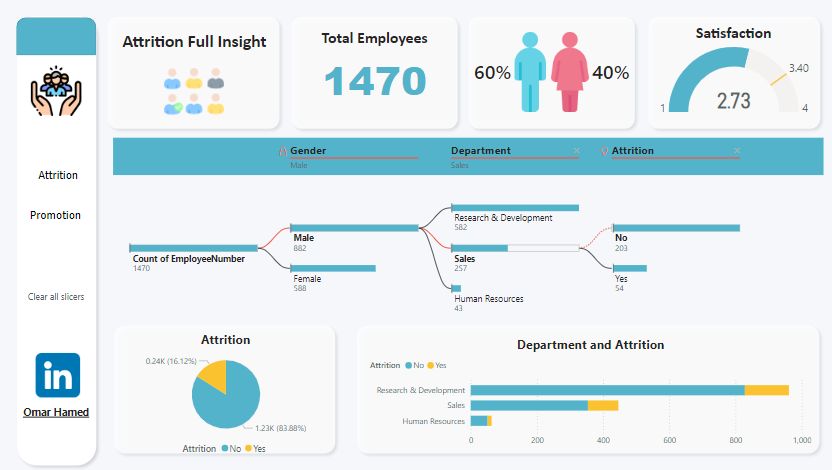 Attrition Full Insight
Total Employees
1470
60%
40%
Satisfaction
3.40
2.73
1
4
Attrition
Promotion
Clear all slicers
in
Omar Hamed
Gender
Male
Department
Sales
Attrition
Count of EmployeeNumber
1470
Male
882
Female
588
Research & Development
582
Sales
257
Human Resources
43
No
203
Yes
54
Attrition
0.24K (16.12%)
1.23K (83.88%)
Attrition No Yes
Department and Attrition
Attrition No Yes
Research & Development
Sales
Human Resources
0 200 400 600 800 1,000